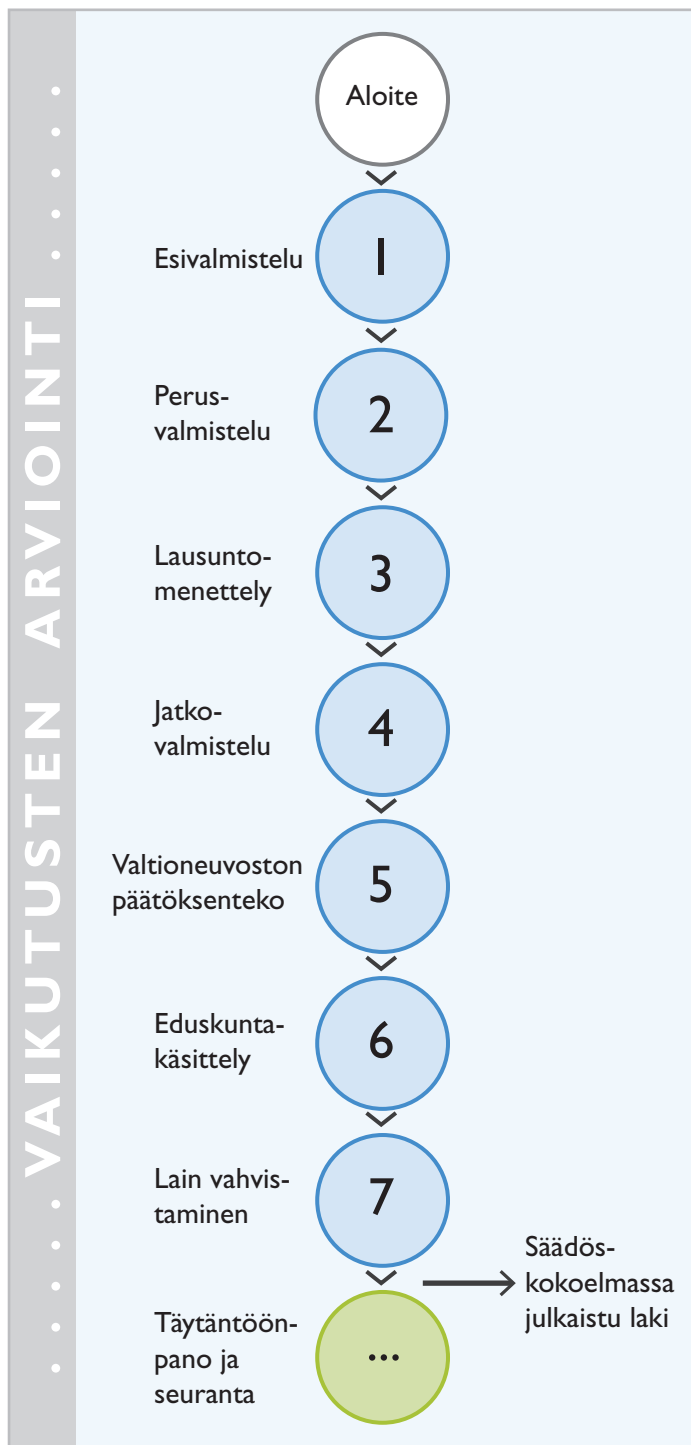 VAIKUTUSTEN ARVIOINTI
Aloite
Esivalmistelu
1
Perus-
valmistelu
2
Lausunto-
menettely
3
Jatko-
valmistelu
4
Valtioneuvoston
päätöksenteko
5
Eduskunta-
käsittely
6
Lain vahvis-
taminen
7
Säädös-
kokoelmassa
julkaistu laki
Täytäntöön-
pano ja
seuranta
...